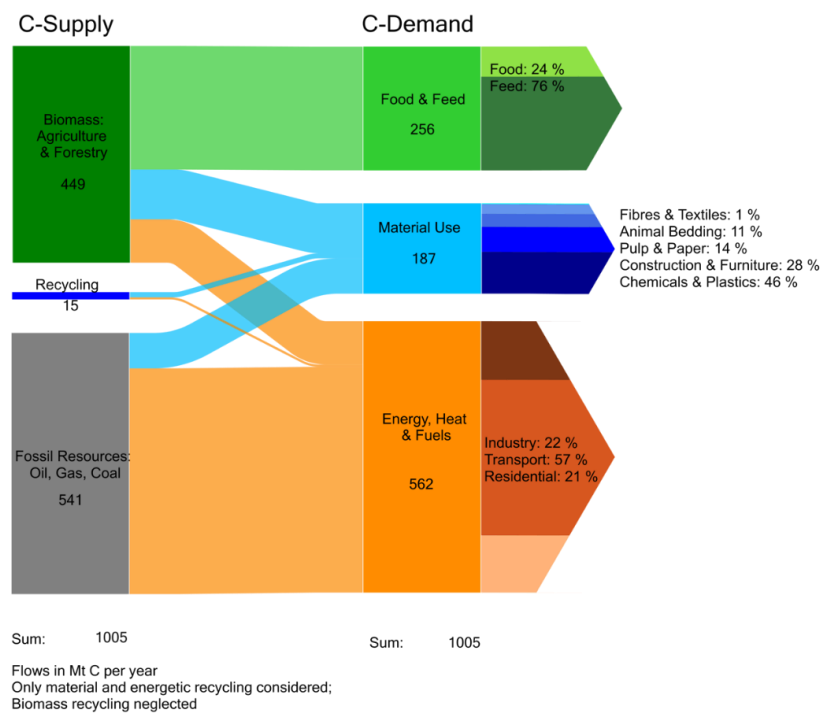 C-Supply
C-Demand
Biomass:
Agriculture
& Forestry
449
Recycling
15
Fossil Resources:
Oil, Gas, Coal
541
Food & Feed
256
Material Use
187
Energy, Heat
& Fuels
562
Food: 24 %
Feed: 76 %
Fibres & Textiles: 1 %
Animal Bedding: 11 %
Pulp & Paper: 14 %
Construction & Furniture: 28 %
Chemicals & Plastics: 46 %
Industry: 22 %
Transport: 57 %
Residential: 21 %
Sum: 1005
Sum: 1005
Flows in Mt C per year
Only material and energetic recycling considered;
Biomass recycling neglected